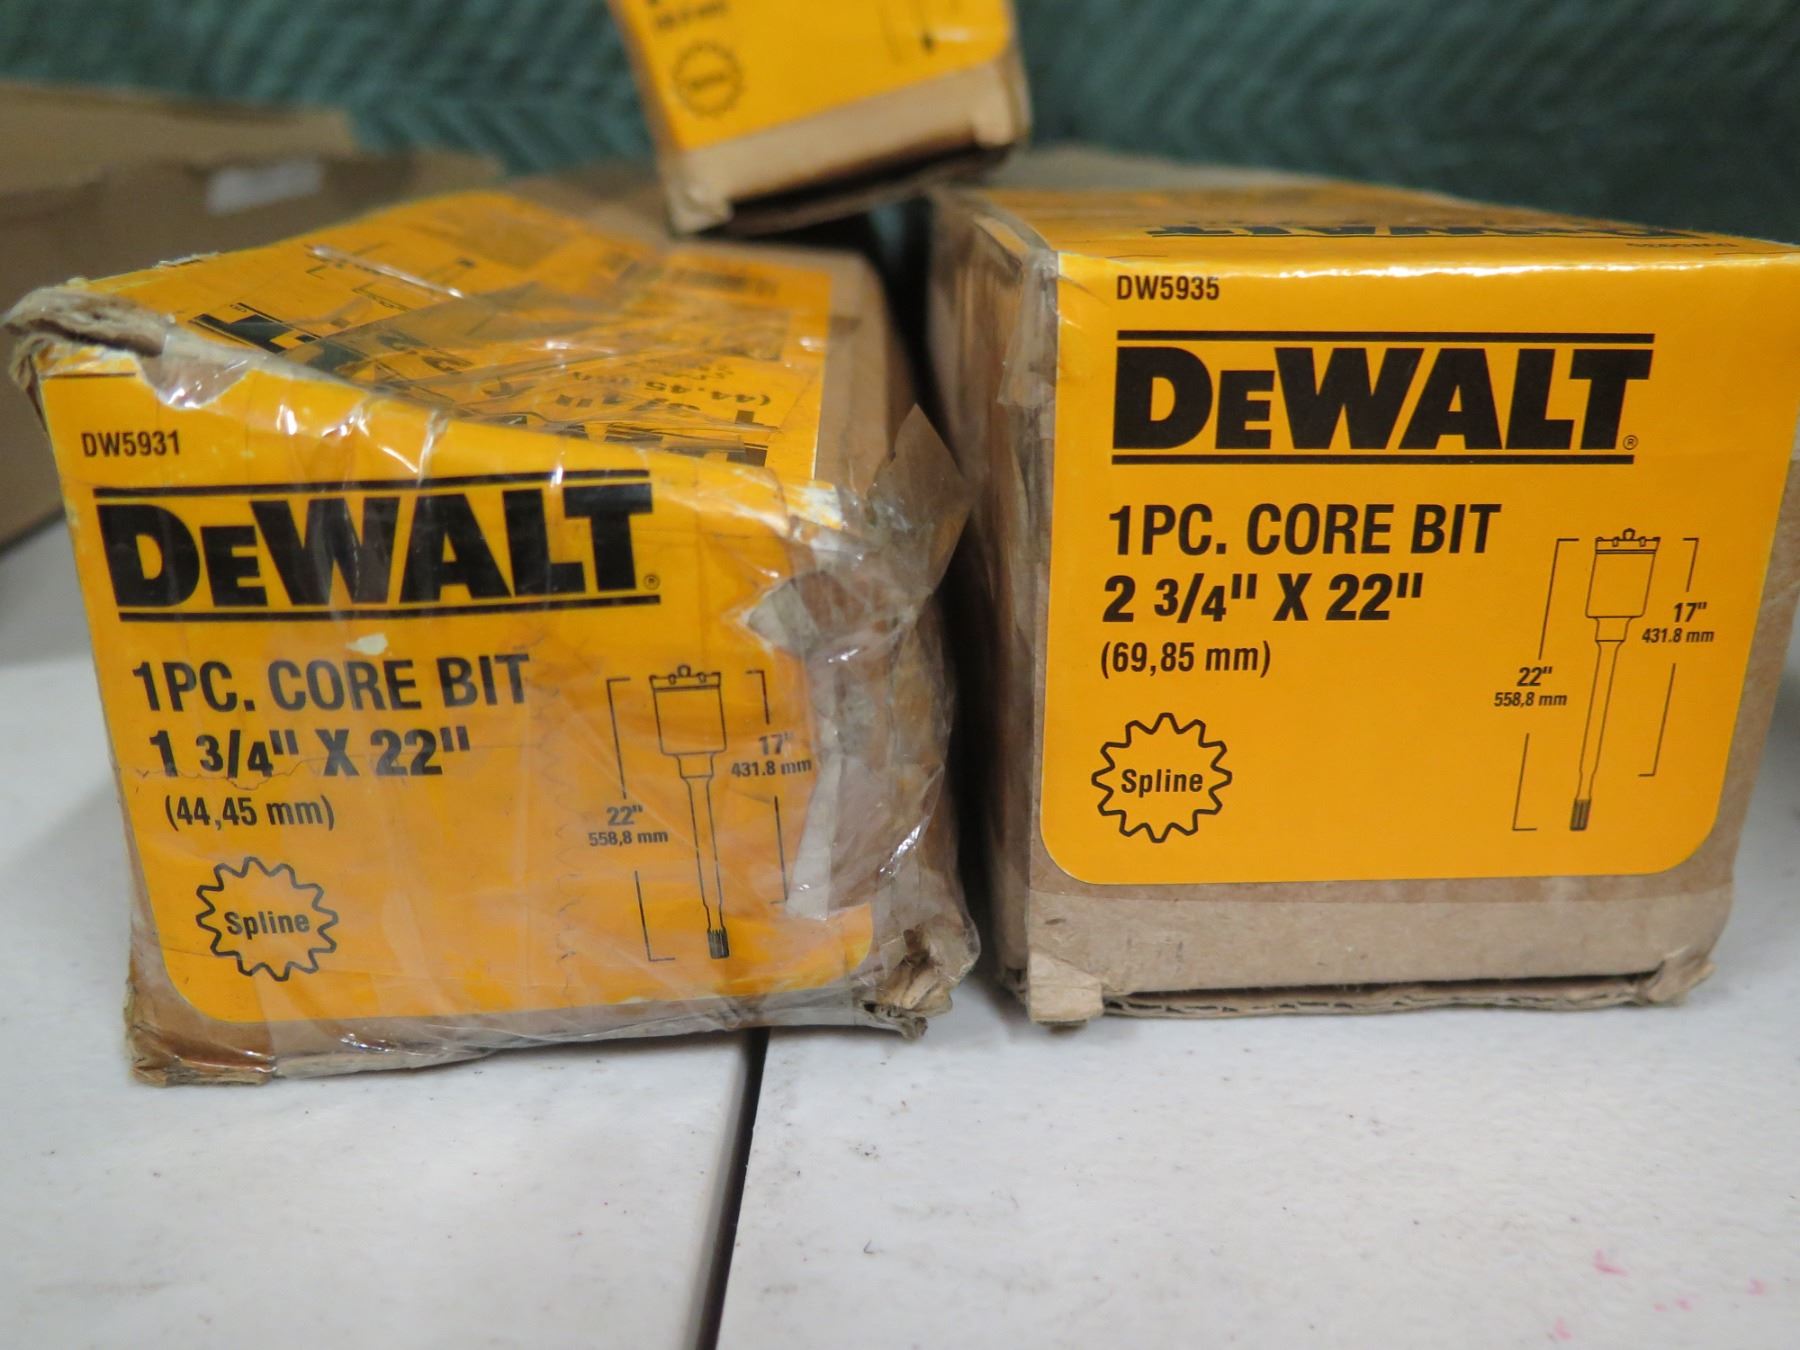 DW5931
DEWALT®
1PC. CORE BIT
1 3/4" X 22"
(44,45 mm)
Spline
22"
558,8 mm
17"
431.8 mm
DW5935
DEWALT®
1PC. CORE BIT
2 3/4" X 22"
(69,85 mm)
Spline
22"
558,8 mm
17"
431.8 mm